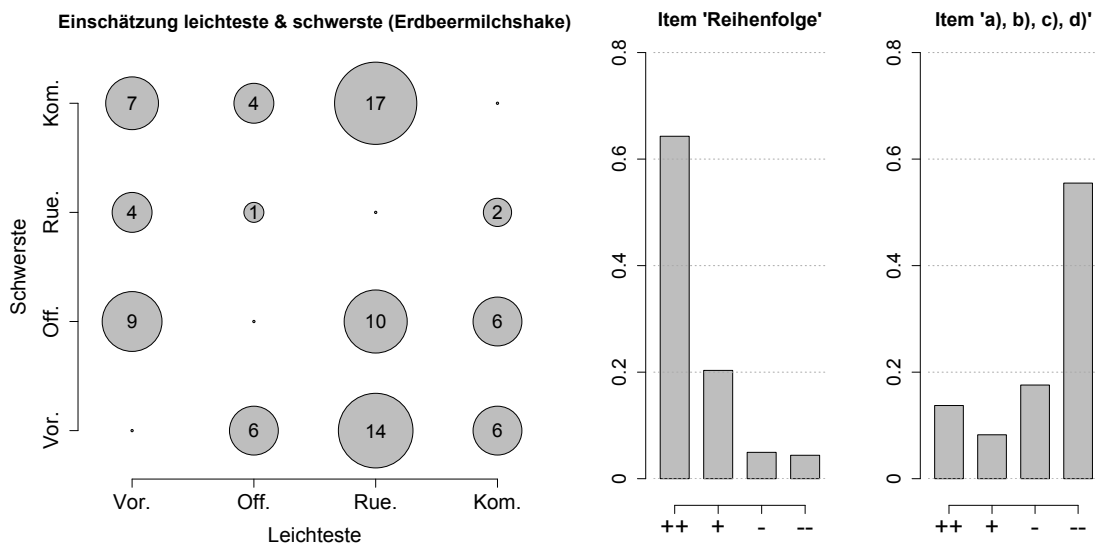 Einschätzung leichteste & schwerste (Erdbeermilchshake)
Schwerste
Kom.
7
4
17
Rue.
4
1
2
Off.
9
10
6
Vor.
6
14
6
Vor.
Off.
Rue.
Kom.
Leichteste
Item 'Reihenfolge'
0.8
0.6
0.4
0.2
0
++
+
-
--
Item 'a), b), c), d)'
0.8
0.6
0.4
0.2
0
++
+
-
--